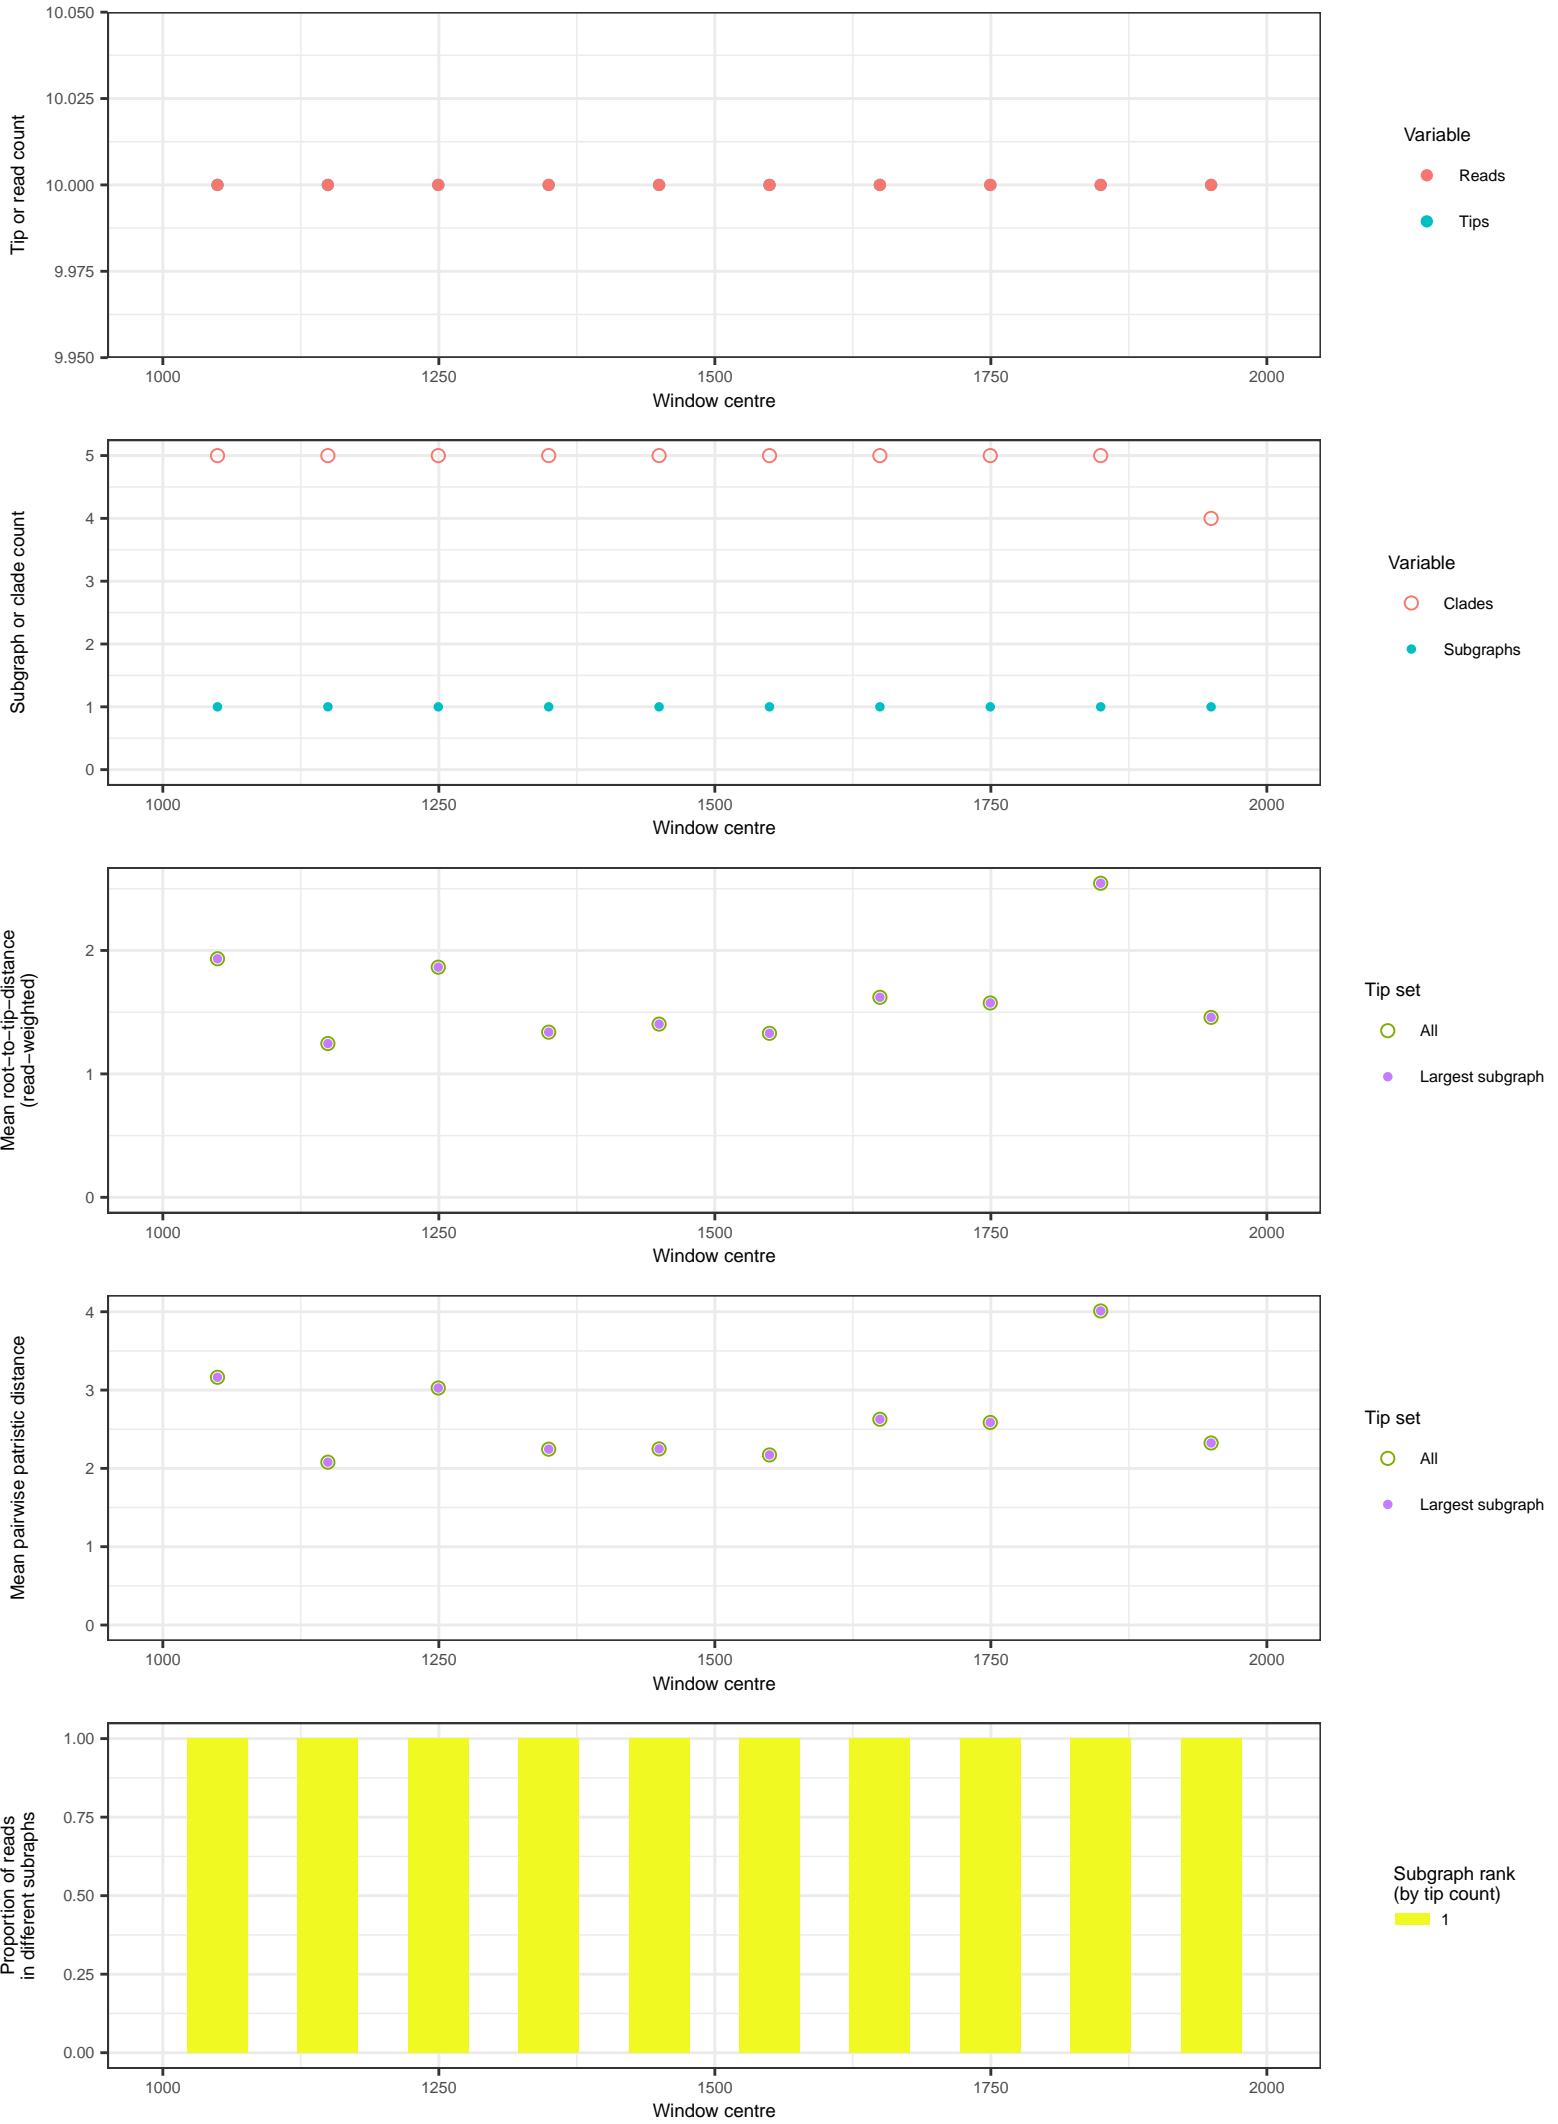 10.050
10.025
10.000
9.975
9.950
Tip or read count
1000 1250 1500 1750 2000
Window centre
Variable
Reads
Tips
5
4
3
2
1
0
Subgraph or clade count
1000 1250 1500 1750 2000
Window centre
Variable
Clades
Subgraphs
2
1
0
Mean root−to−tip−distance
(read−weighted)
1000 1250 1500 1750 2000
Window centre
Tip set
All
Largest subgraph
4
3
2
1
0
Mean pairwise patristic distance
1000 1250 1500 1750 2000
Window centre
Tip set
All
Largest subgraph
1.00
0.75
0.50
0.25
0.00
Proportion of reads
in different subraphs
1000 1250 1500 1750 2000
Window centre
Subgraph rank
(by tip count)
1